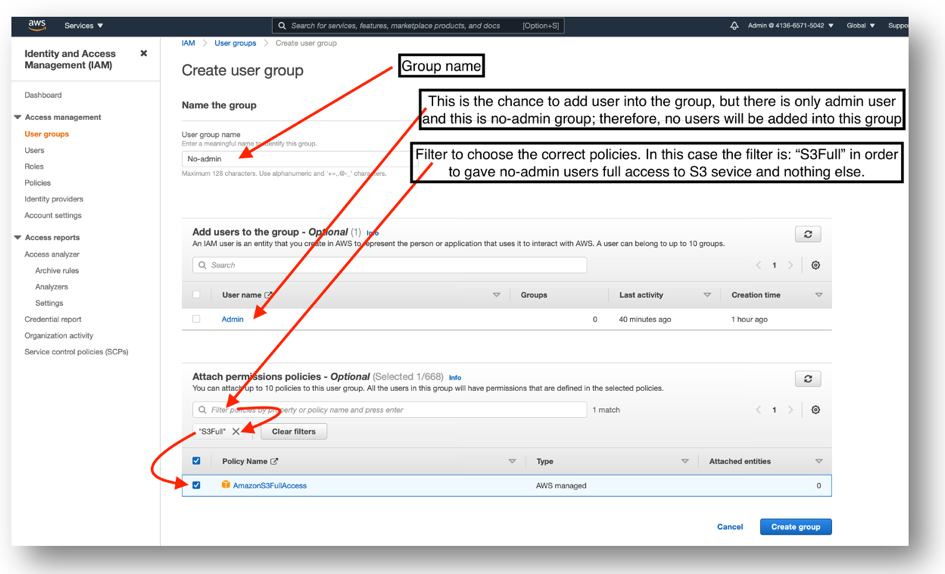 aws Services ▼ Search for services, features, marketplace products, and docs [Option+S] Admin @ 4136-6571-5042 ▼ Global ▼ Suppo
Identity and Access
Management (IAM)
Dashboard
Access management
User groups
Users
Roles
Policies
Identity providers
Account settings
Access reports
Access analyzer
Archive rules
Analyzers
Settings
Credential report
Organization activity
Service control policies (SCPs)
IAM > User groups > Create user group
Create user group
Group name
Name the group
This is the chance to add user into the group, but there is only admin user
and this is no-admin group; therefore, no users will be added into this group
User group name
Enter a meaningful name to identify this group.
No-admin
Maximum 128 characters. Use alphanumeric and '+=,.@-_' characters.
Filter to choose the correct policies. In this case the filter is: “S3Full” in order
to gave no-admin users full access to S3 sevice and nothing else.
Add users to the group - Optional (1) Info
An IAM user is an entity that you create in AWS to represent the person or application that uses it to interact with AWS. A user can belong to up to 10 groups.
Search
1
User name Groups Last activity Creation time
Admin 0 40 minutes ago 1 hour ago
Attach permissions policies - Optional (Selected 1/668) Info
You can attach up to 10 policies to this user group. All the users in this group will have permissions that are defined in the selected policies.
Filter policies by property or policy name and press enter 1 match
1
"S3Full" Clear filters
Policy Name Type Attached entities
AmazonS3FullAccess AWS managed 0
Cancel Create group